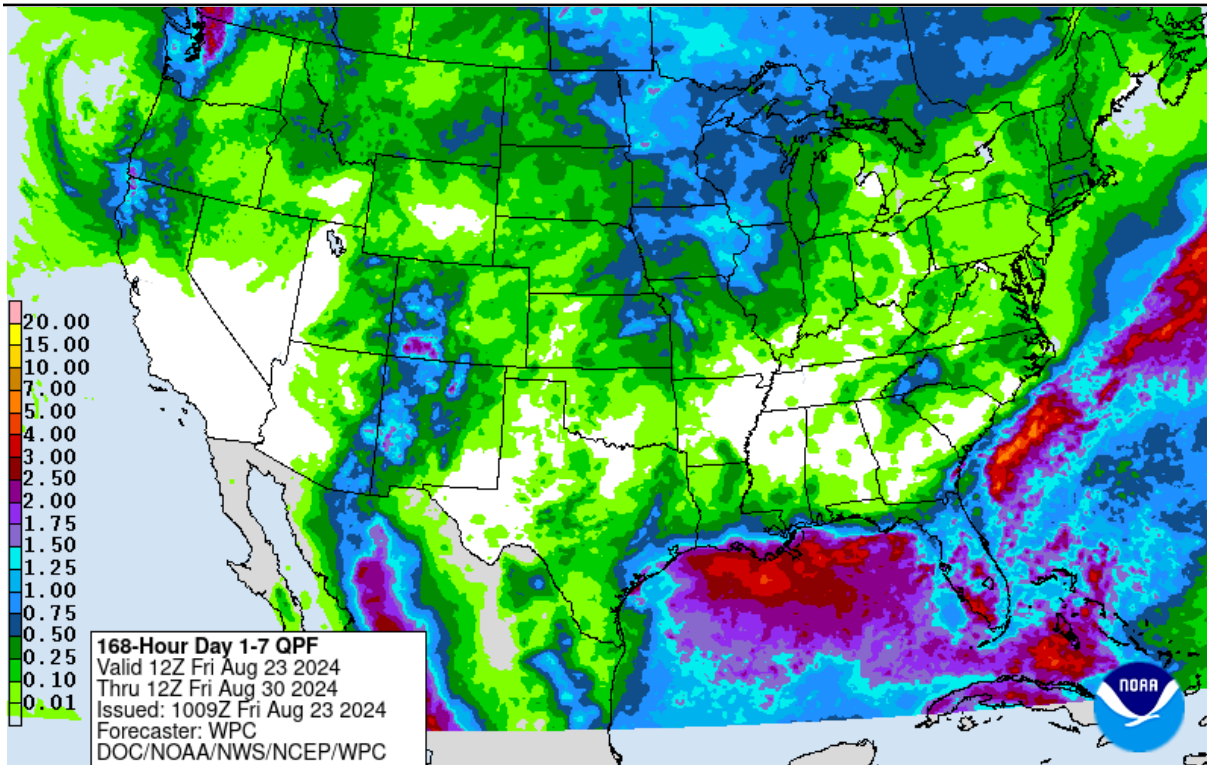 20.00
15.00
10.00
7.00
5.00
4.00
3.00
2.50
2.00
1.75
1.50
1.25
1.00
0.75
0.50
0.25
0.10
0.01
168-Hour Day 1-7 QPF
Valid 12Z Fri Aug 23 2024
Thru 12Z Fri Aug 30 2024
Issued: 1009Z Fri Aug 23 2024
Forecaster: WPC
DOC/NOAA/NWS/NCEP/WPC
NOAA